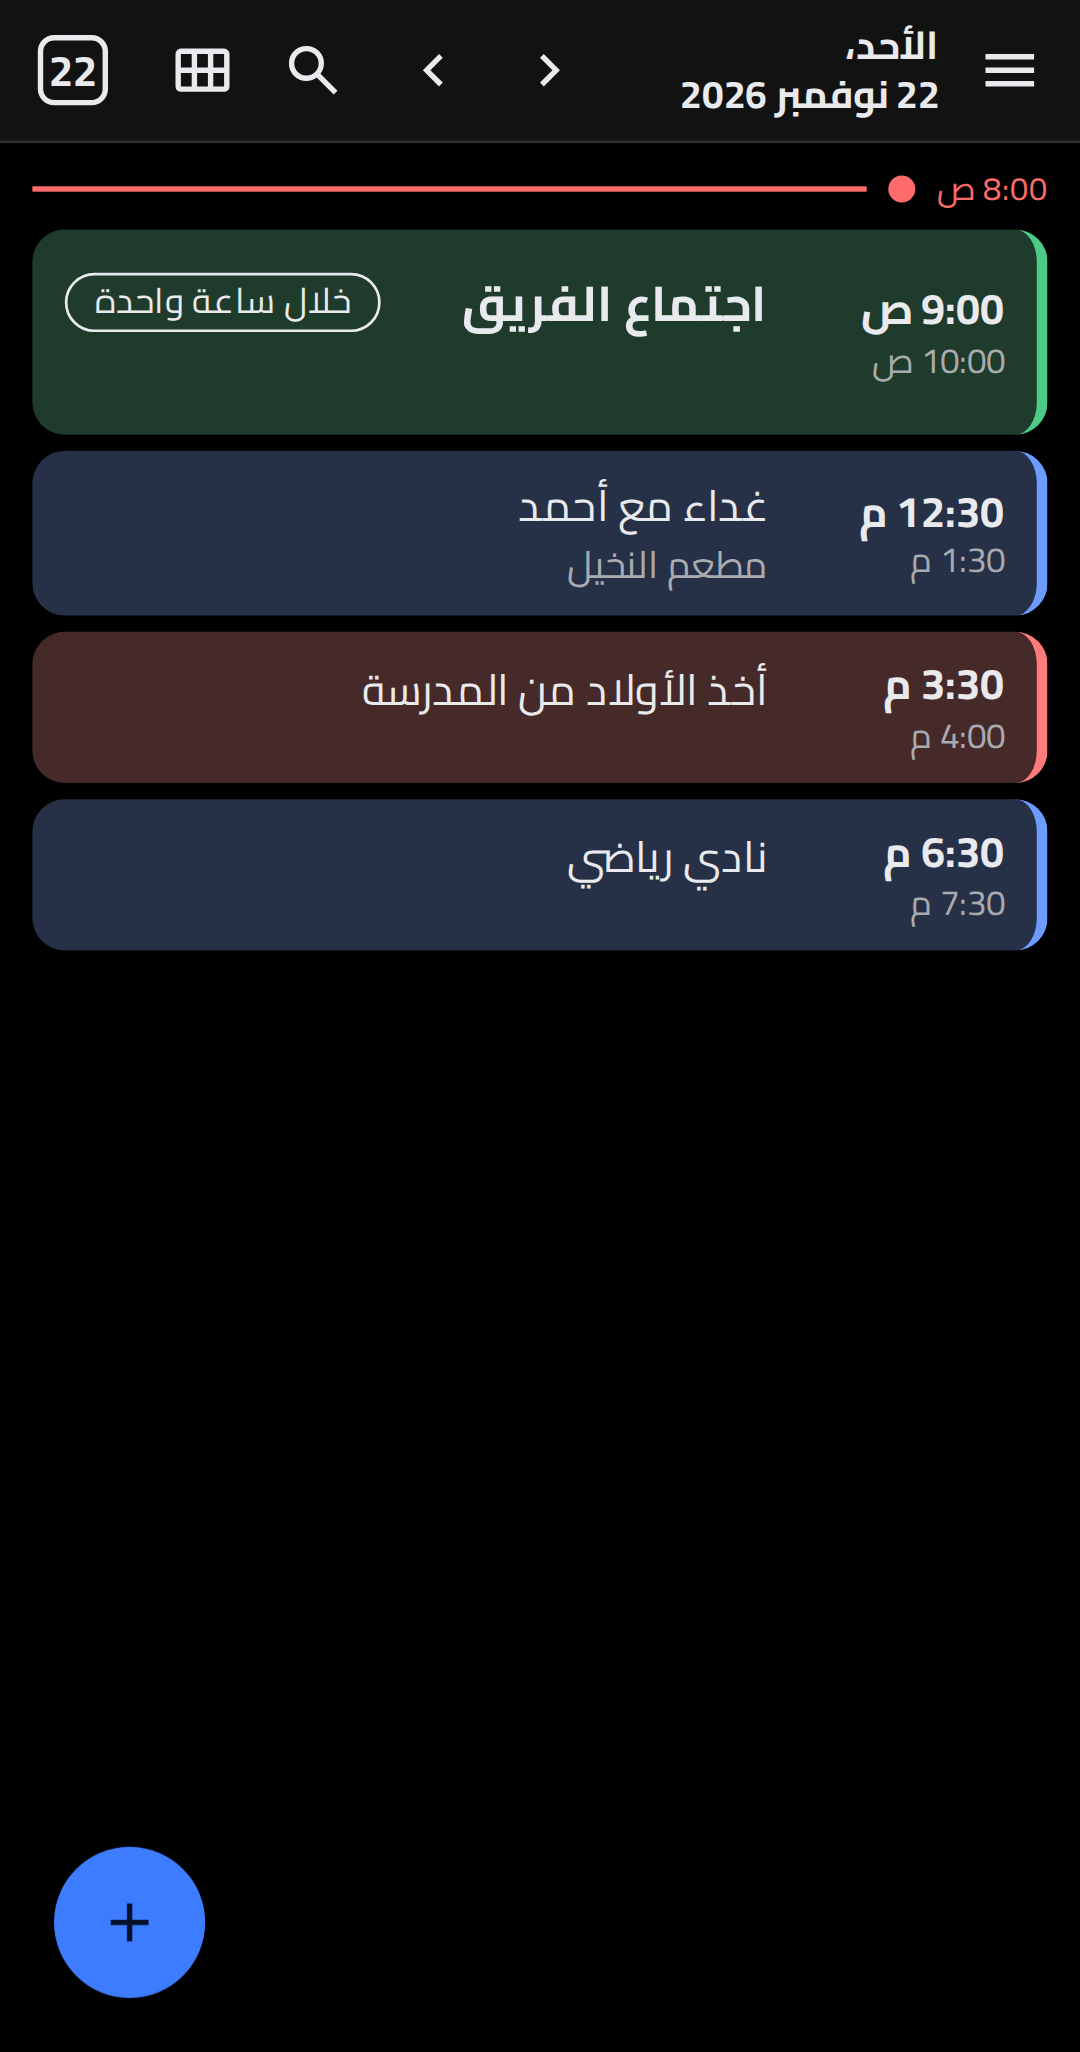 الأحد،
22 نوفمبر 2026
22
8:00 ص
9:00 ص
10:00 ص
اجتماع الفريق
خلال ساعة واحدة
12:30 م
1:30 م
غداء مع أحمد
مطعم النخيل
3:30 م
4:00 م
أخذ الأولاد من المدرسة
6:30 م
7:30 م
نادي رياضي